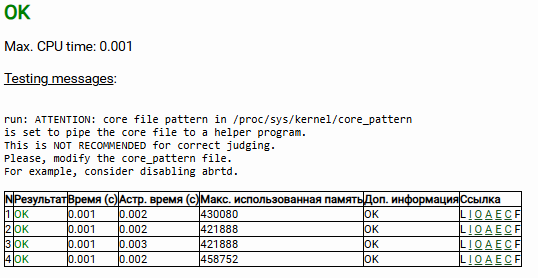 OK
Max. CPU time: 0.001
Testing messages:
run: ATTENTION: core file pattern in /proc/sys/kernel/core_pattern
is set to pipe the core file to a helper program.
This is NOT RECOMMENDED for correct judging.
Please, modify the core_pattern file.
For example, consider disabling abrtd.
N Результат Время (с) Астр. время (с) Макс. использованная память Доп. информация Ссылка
1 OK 0.001 0.002 430080 OK L I O A E C F
2 OK 0.001 0.002 421888 OK L I O A E C F
3 OK 0.001 0.003 421888 OK L I O A E C F
4 OK 0.001 0.002 458752 OK L I O A E C F